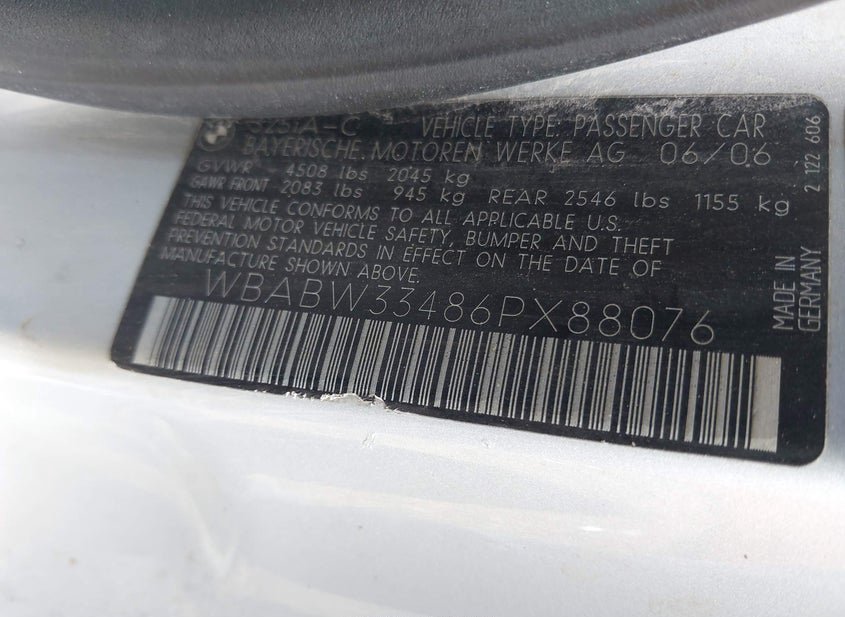 325IA-C VEHICLE TYPE: PASSENGER CAR
BAYERISCHE MOTOREN WERKE AG 06/06
GVWR 4508 lbs 2045 kg
GAWR FRONT 2083 lbs 945 kg REAR 2546 lbs 1155 kg
THIS VEHICLE CONFORMS TO ALL APPLICABLE U.S.
FEDERAL MOTOR VEHICLE SAFETY, BUMPER AND THEFT
PREVENTION STANDARDS IN EFFECT ON THE DATE OF
MANUFACTURE SHOWN ABOVE.
WBABW33486PX88076
MADE IN
GERMANY
2 122 606